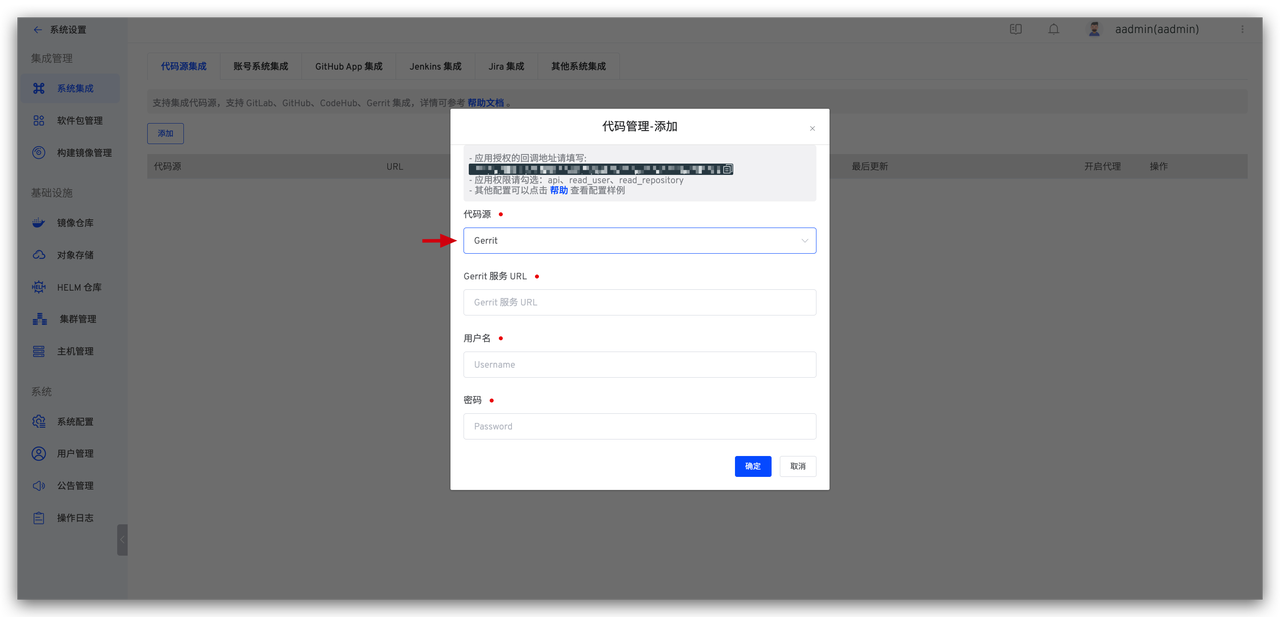 系统设置
aadmin(aadmin)
集成管理
系统集成
软件包管理
构建镜像管理
基础设施
镜像仓库
对象存储
HELM 仓库
集群管理
主机管理
系统
系统配置
用户管理
公告管理
操作日志
代码源集成 账号系统集成 GitHub App 集成 Jenkins 集成 Jira 集成 其他系统集成
支持集成代码源，支持 GitLab、GitHub、CodeHub、Gerrit 集成，详情可参考 帮助文档 。
添加
代码源 URL 最后更新 开启代理 操作
代码管理-添加
- 应用授权的回调地址请填写:
- 应用权限请勾选：api、read_user、read_repository
- 其他配置可以点击 帮助 查看配置样例
代码源
Gerrit
Gerrit 服务 URL
Gerrit 服务 URL
用户名
Username
密码
Password
确定 取消